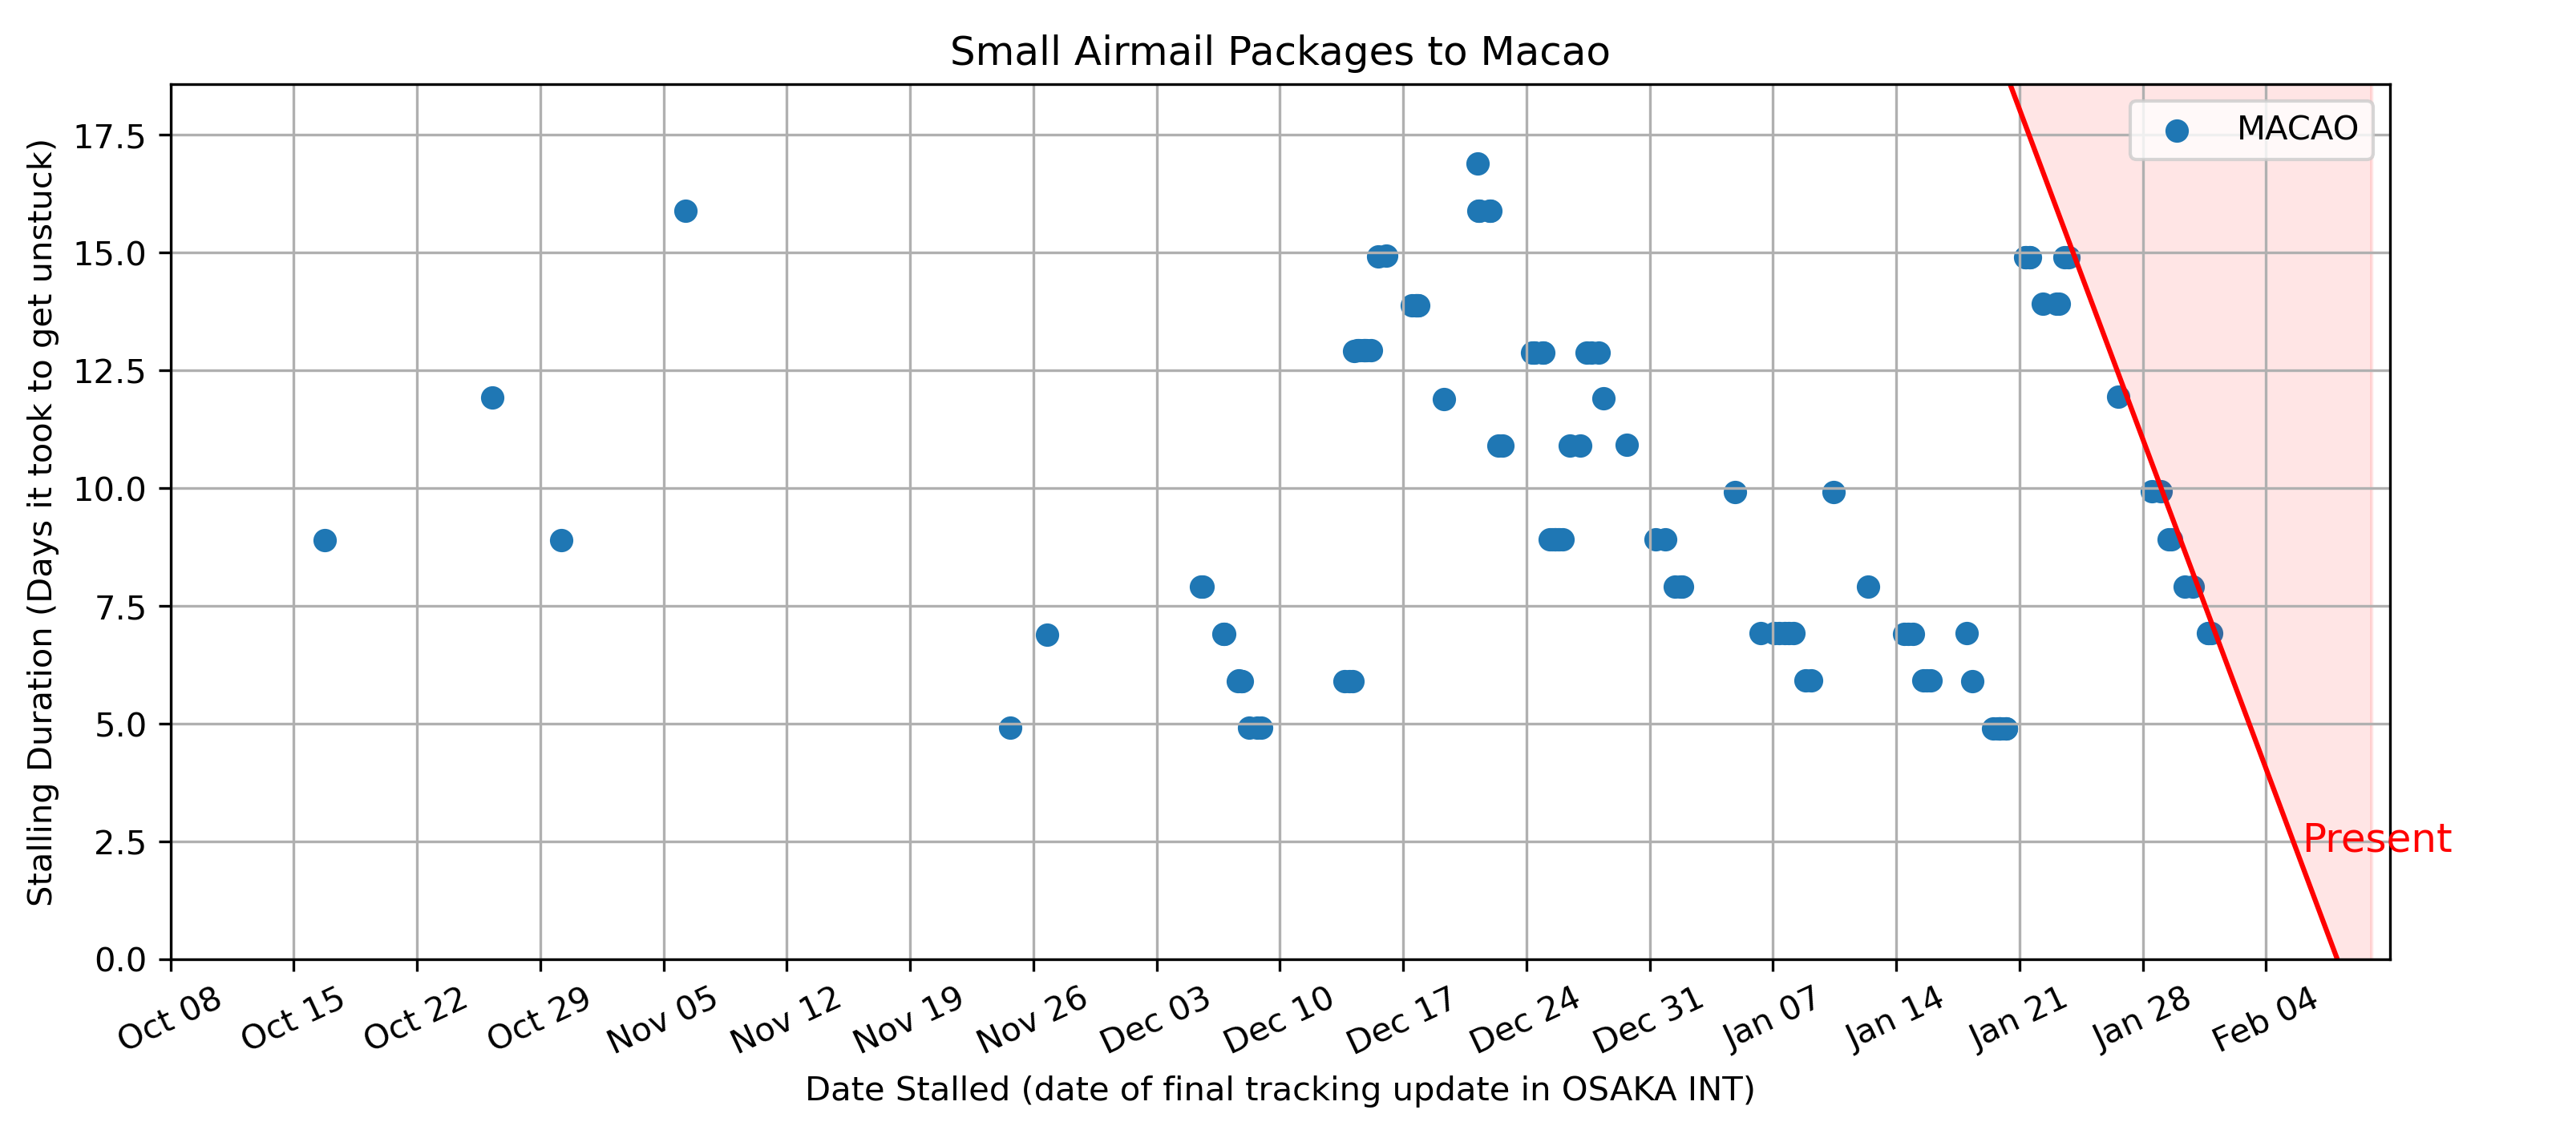 Small Airmail Packages to Macao
MACAO
Stalling Duration (Days it took to get unstuck)
17.5
15.0
12.5
10.0
7.5
5.0
2.5
0.0
Present
Oct 08 Oct 15 Oct 22 Oct 29 Nov 05 Nov 12 Nov 19 Nov 26 Dec 03 Dec 10 Dec 17 Dec 24 Dec 31 Jan 07 Jan 14 Jan 21 Jan 28 Feb 04
Date Stalled (date of final tracking update in OSAKA INT)